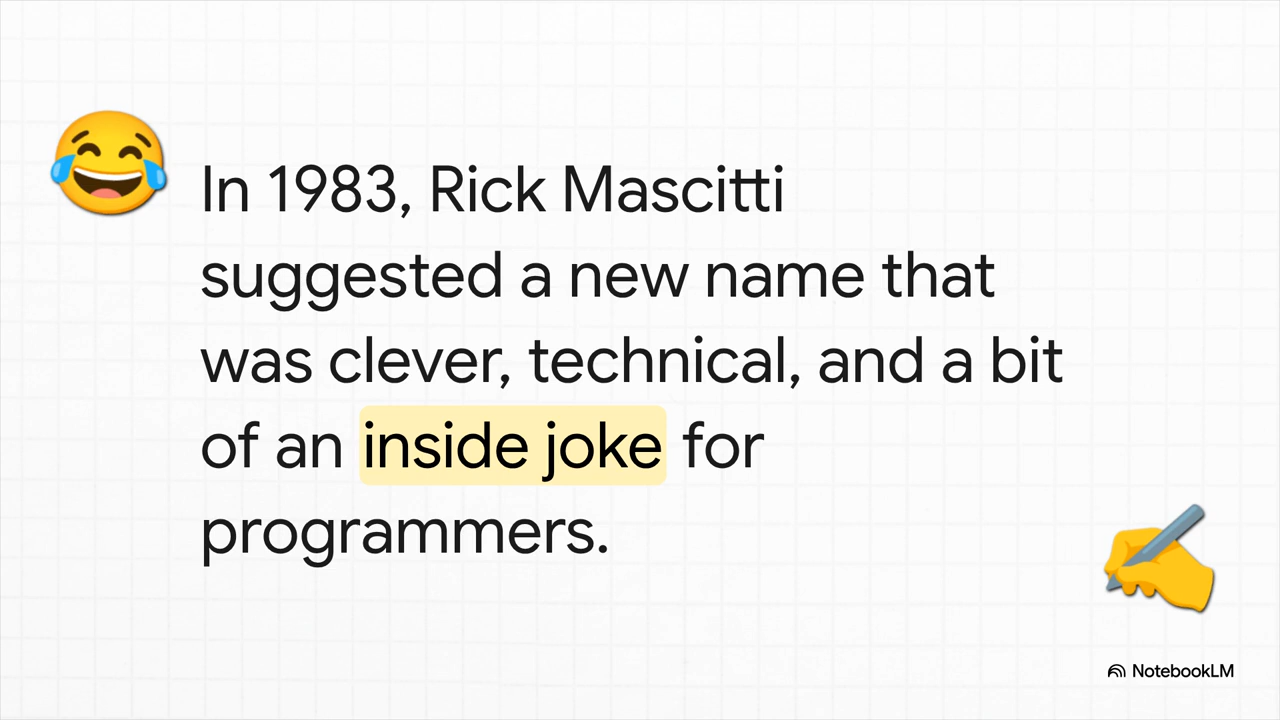 In 1983, Rick Mascitti
suggested a new name that
was clever, technical, and a bit
of an inside joke for
programmers.
NotebookLM